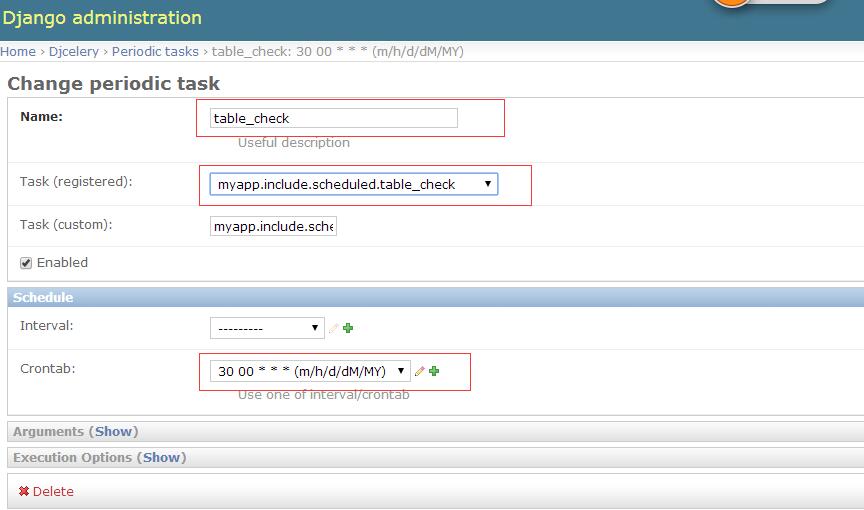 Django administration
Home › Djcelery › Periodic tasks › table_check: 30 00 * * * (m/h/d/dM/MY)
Change periodic task
Name: table_check
Useful description
Task (registered): myapp.include.scheduled.table_check
Task (custom): myapp.include.sche
Enabled
Schedule
Interval: ---------
Crontab: 30 00 * * * (m/h/d/dM/MY)
Use one of interval/crontab
Arguments (Show)
Execution Options (Show)
Delete